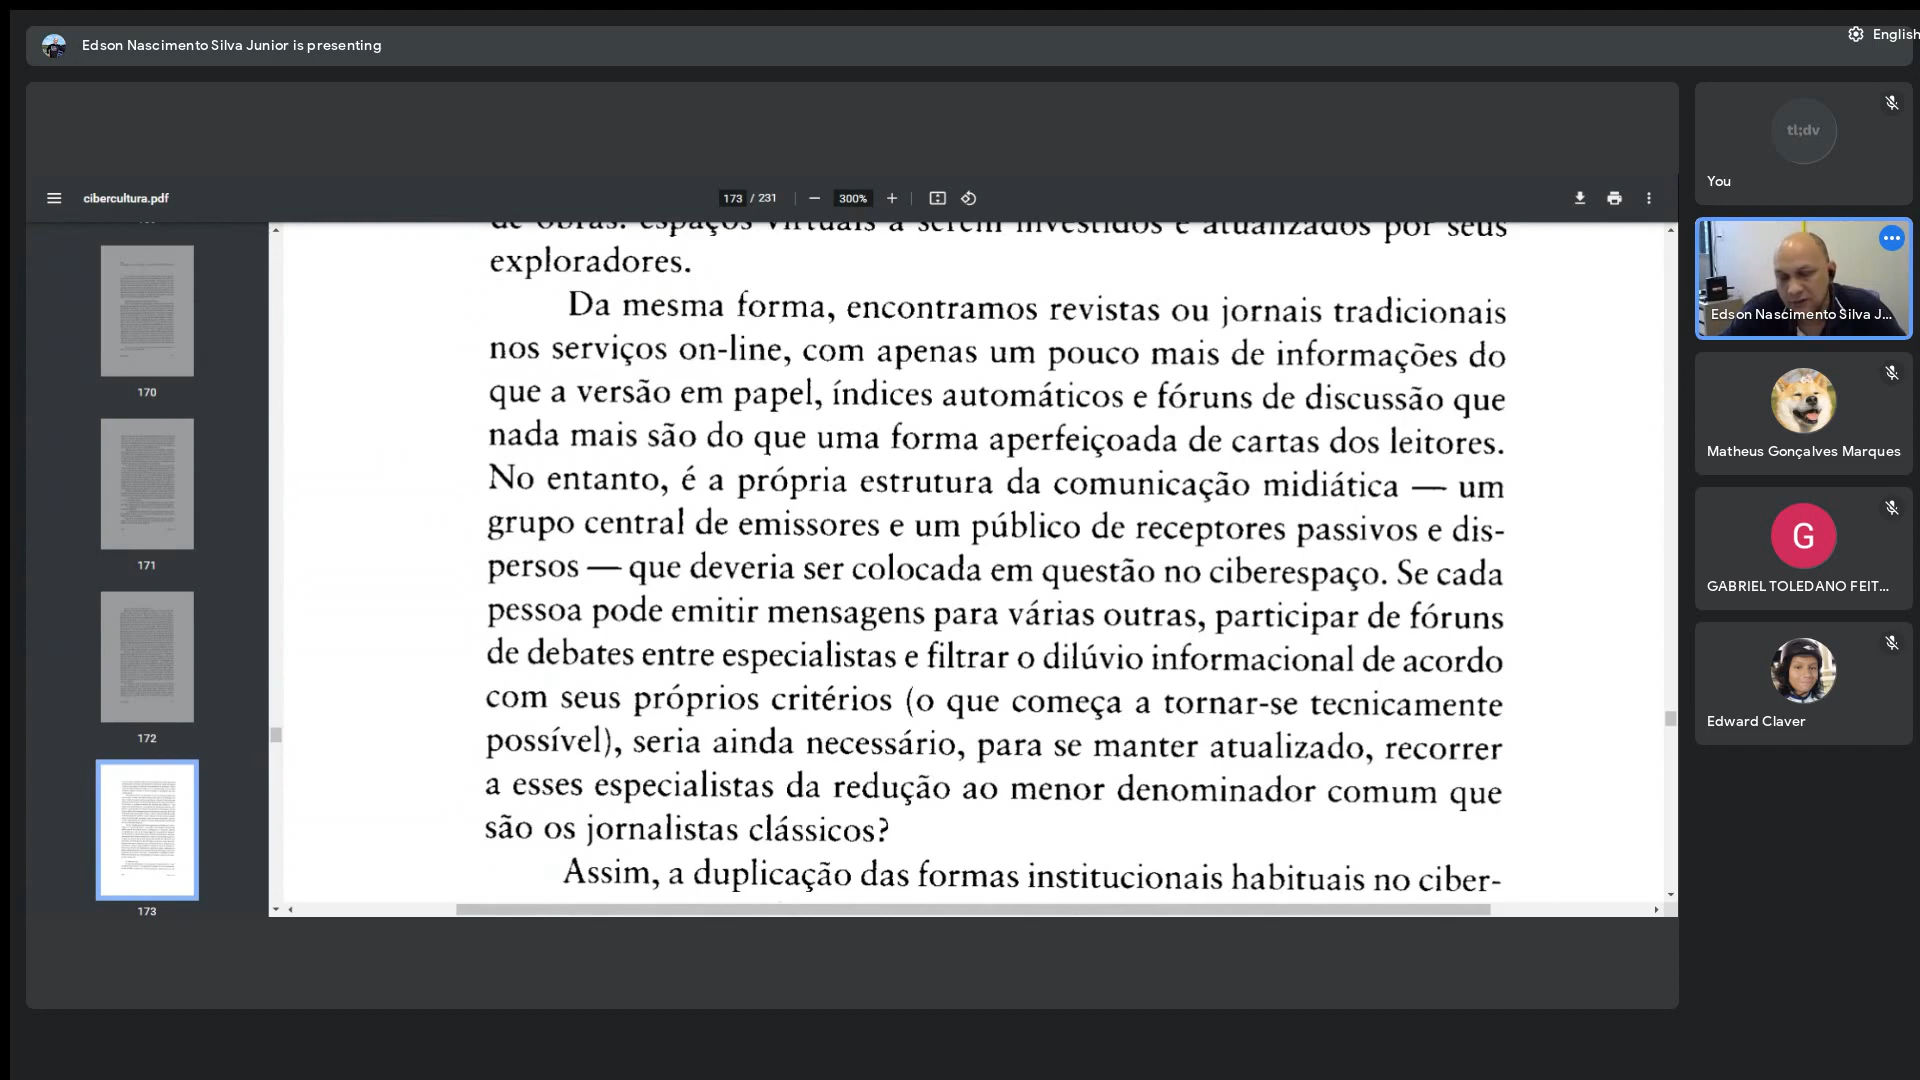 Edson Nascimento Silva Junior is presenting
English
cibercultura.pdf
173 / 231
300%
tl;dv
You
170
171
172
173
de obras: espaços virtuais a serem investidos e atualizados por seus
exploradores.
Da mesma forma, encontramos revistas ou jornais tradicionais
nos serviços on-line, com apenas um pouco mais de informações do
que a versão em papel, índices automáticos e fóruns de discussão que
nada mais são do que uma forma aperfeiçoada de cartas dos leitores.
No entanto, é a própria estrutura da comunicação midiática — um
grupo central de emissores e um público de receptores passivos e dis-
persos — que deveria ser colocada em questão no ciberespaço. Se cada
pessoa pode emitir mensagens para várias outras, participar de fóruns
de debates entre especialistas e filtrar o dilúvio informacional de acordo
com seus próprios critérios (o que começa a tornar-se tecnicamente
possível), seria ainda necessário, para se manter atualizado, recorrer
a esses especialistas da redução ao menor denominador comum que
são os jornalistas clássicos?
Assim, a duplicação das formas institucionais habituais no ciber-
Edson Nascimento Silva J...
Matheus Gonçalves Marques
G
GABRIEL TOLEDANO FEIT...
Edward Claver